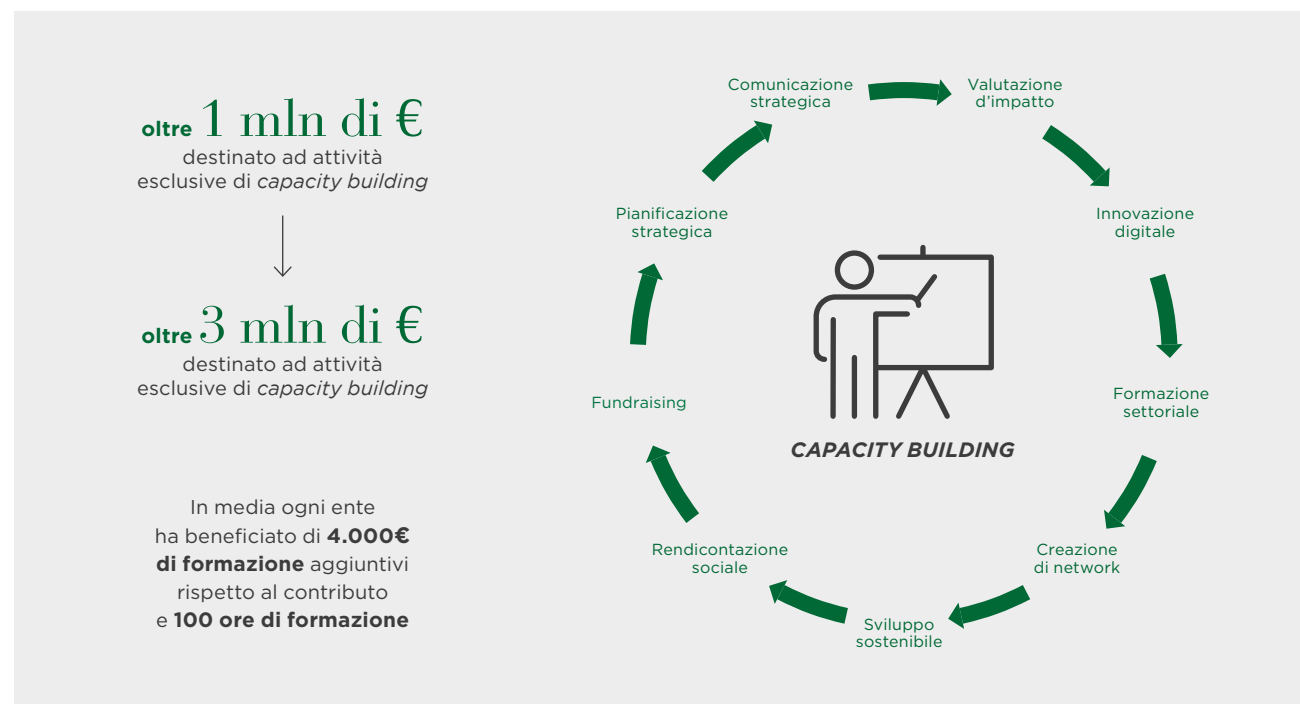 oltre 1 mln di €
destinato ad attività
esclusive di capacity building
oltre 3 mln di €
destinato ad attività
esclusive di capacity building
In media ogni ente
ha beneficiato di 4.000€
di formazione aggiuntivi
rispetto al contributo
e 100 ore di formazione
Comunicazione
strategica
Valutazione
d’impatto
Innovazione
digitale
Formazione
settoriale
Creazione
di network
Sviluppo
sostenibile
Rendicontazione
sociale
Fundraising
Pianificazione
strategica
CAPACITY BUILDING